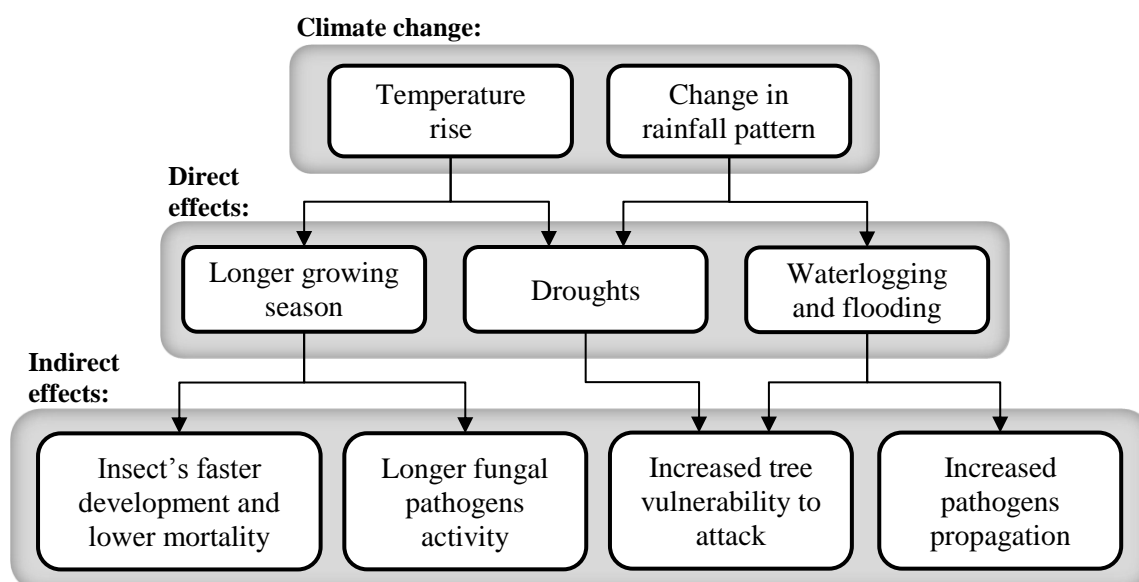 Climate change:
Temperature
rise
Change in
rainfall pattern
Direct
effects:
Longer growing
season
Droughts
Waterlogging
and flooding
Indirect
effects:
Insect’s faster
development and
lower mortality
Longer fungal
pathogens
activity
Increased tree
vulnerability to
attack
Increased
pathogens
propagation